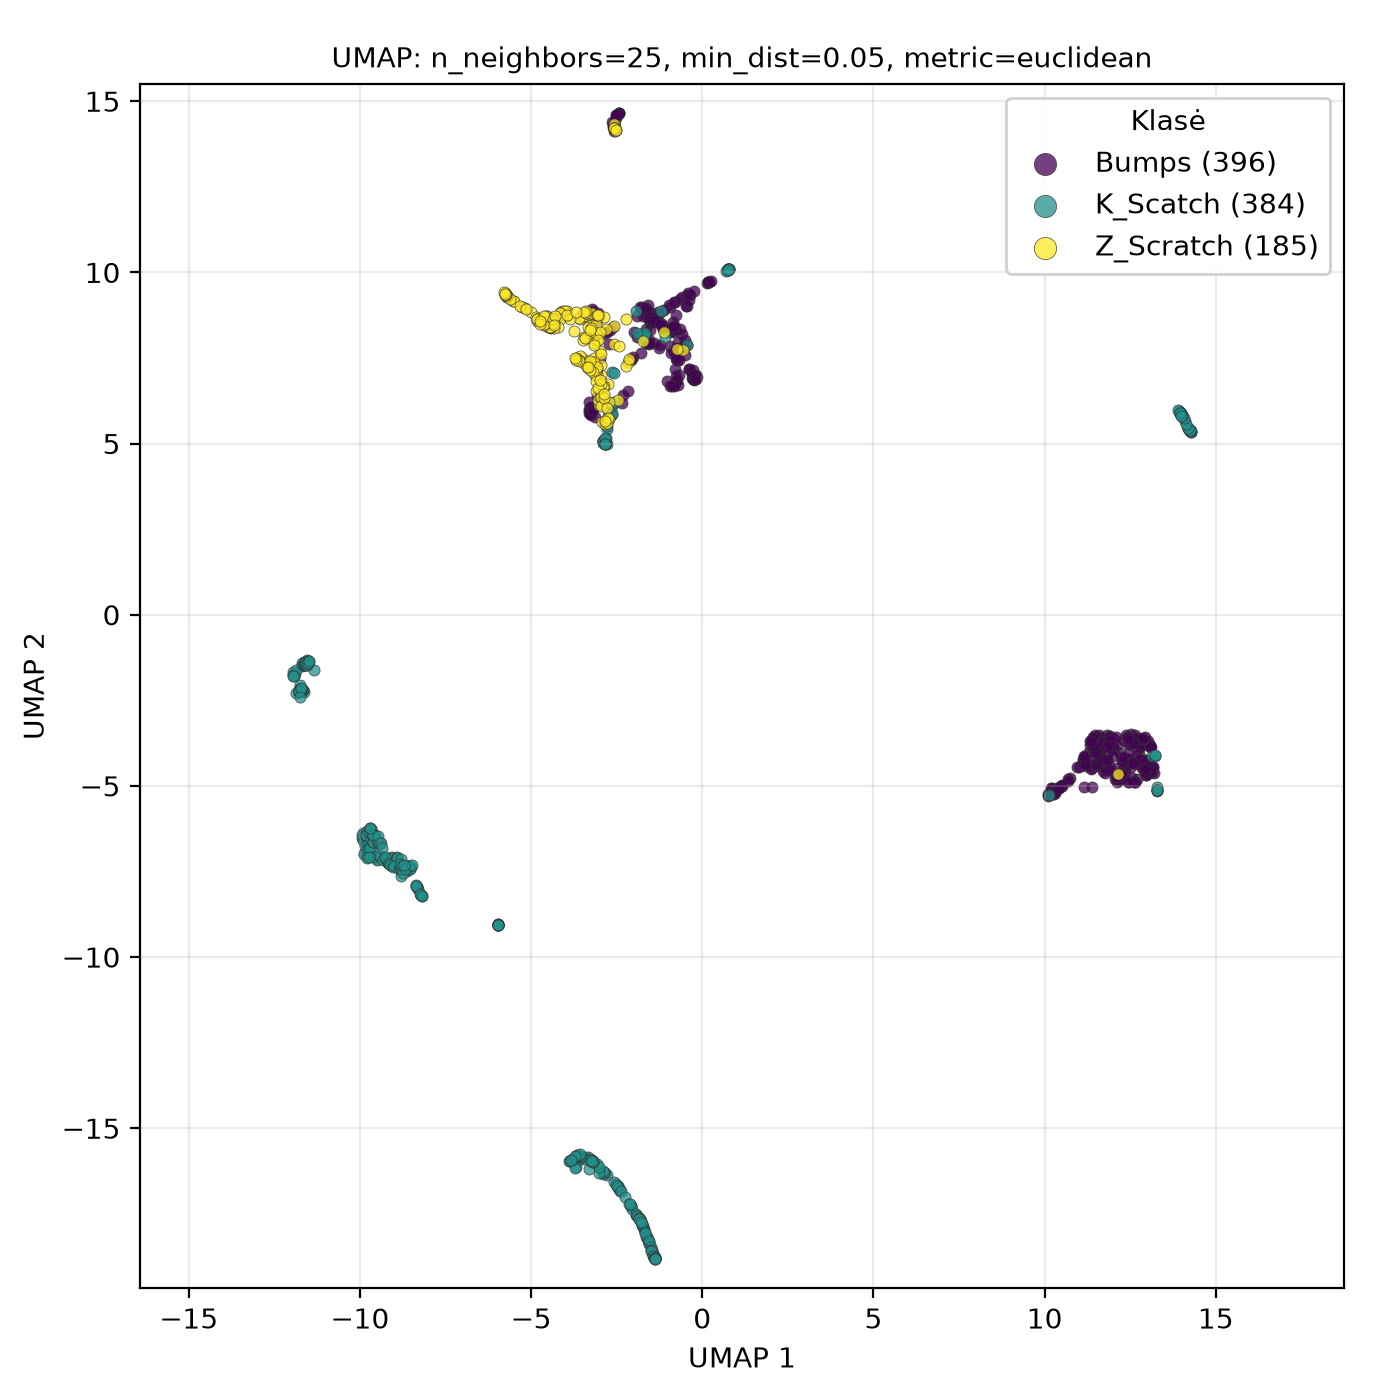 UMAP: n_neighbors=25, min_dist=0.05, metric=euclidean
Klasė
Bumps (396)
K_Scatch (384)
Z_Scratch (185)
15
10
5
0
−5
−10
−15
UMAP 2
−15
−10
−5
0
5
10
15
UMAP 1